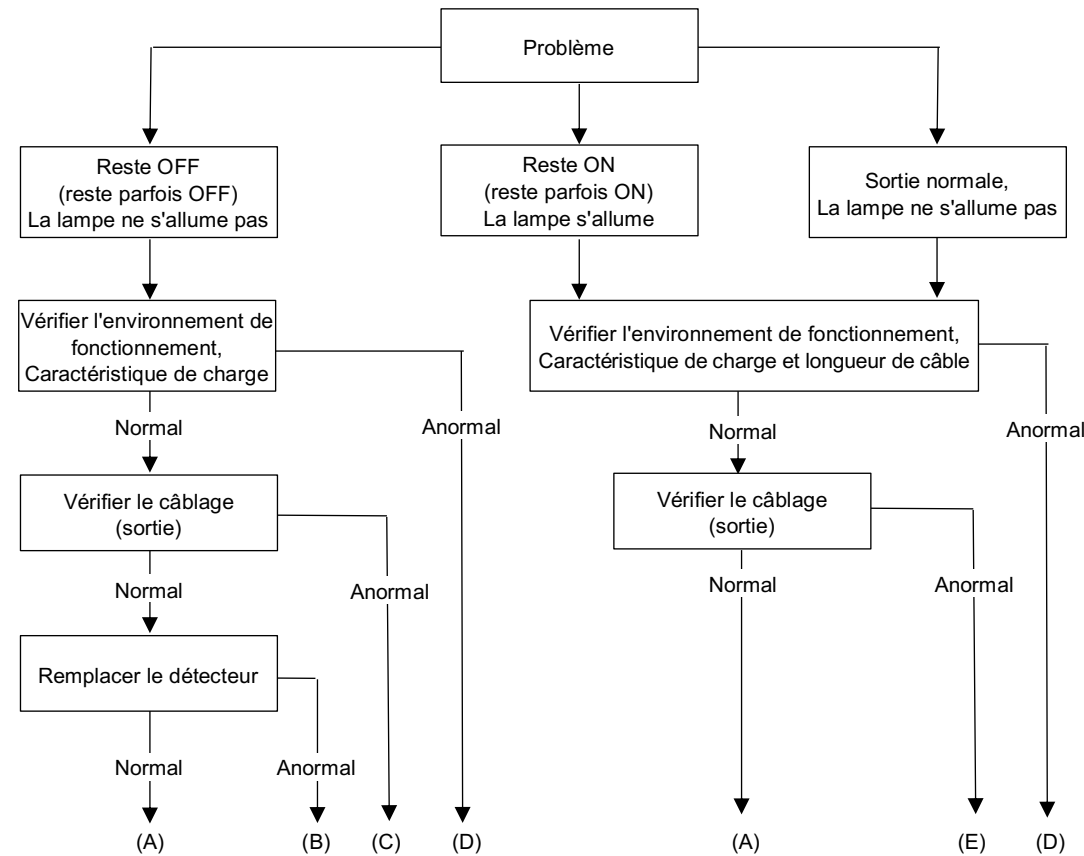 Problème
Reste OFF
(reste parfois OFF)
La lampe ne s'allume pas
Reste ON
(reste parfois ON)
La lampe s'allume
Sortie normale,
La lampe ne s'allume pas
Vérifier l'environnement de
fonctionnement,
Caractéristique de charge
Vérifier l'environnement de fonctionnement,
Caractéristique de charge et longueur de câble
Normal
Anormal
Normal
Anormal
Vérifier le câblage
(sortie)
Vérifier le câblage
(sortie)
Normal
Anormal
Normal
Anormal
Remplacer le détecteur
Normal
Anormal
(A)
(B)
(C)
(D)
(A)
(E)
(D)